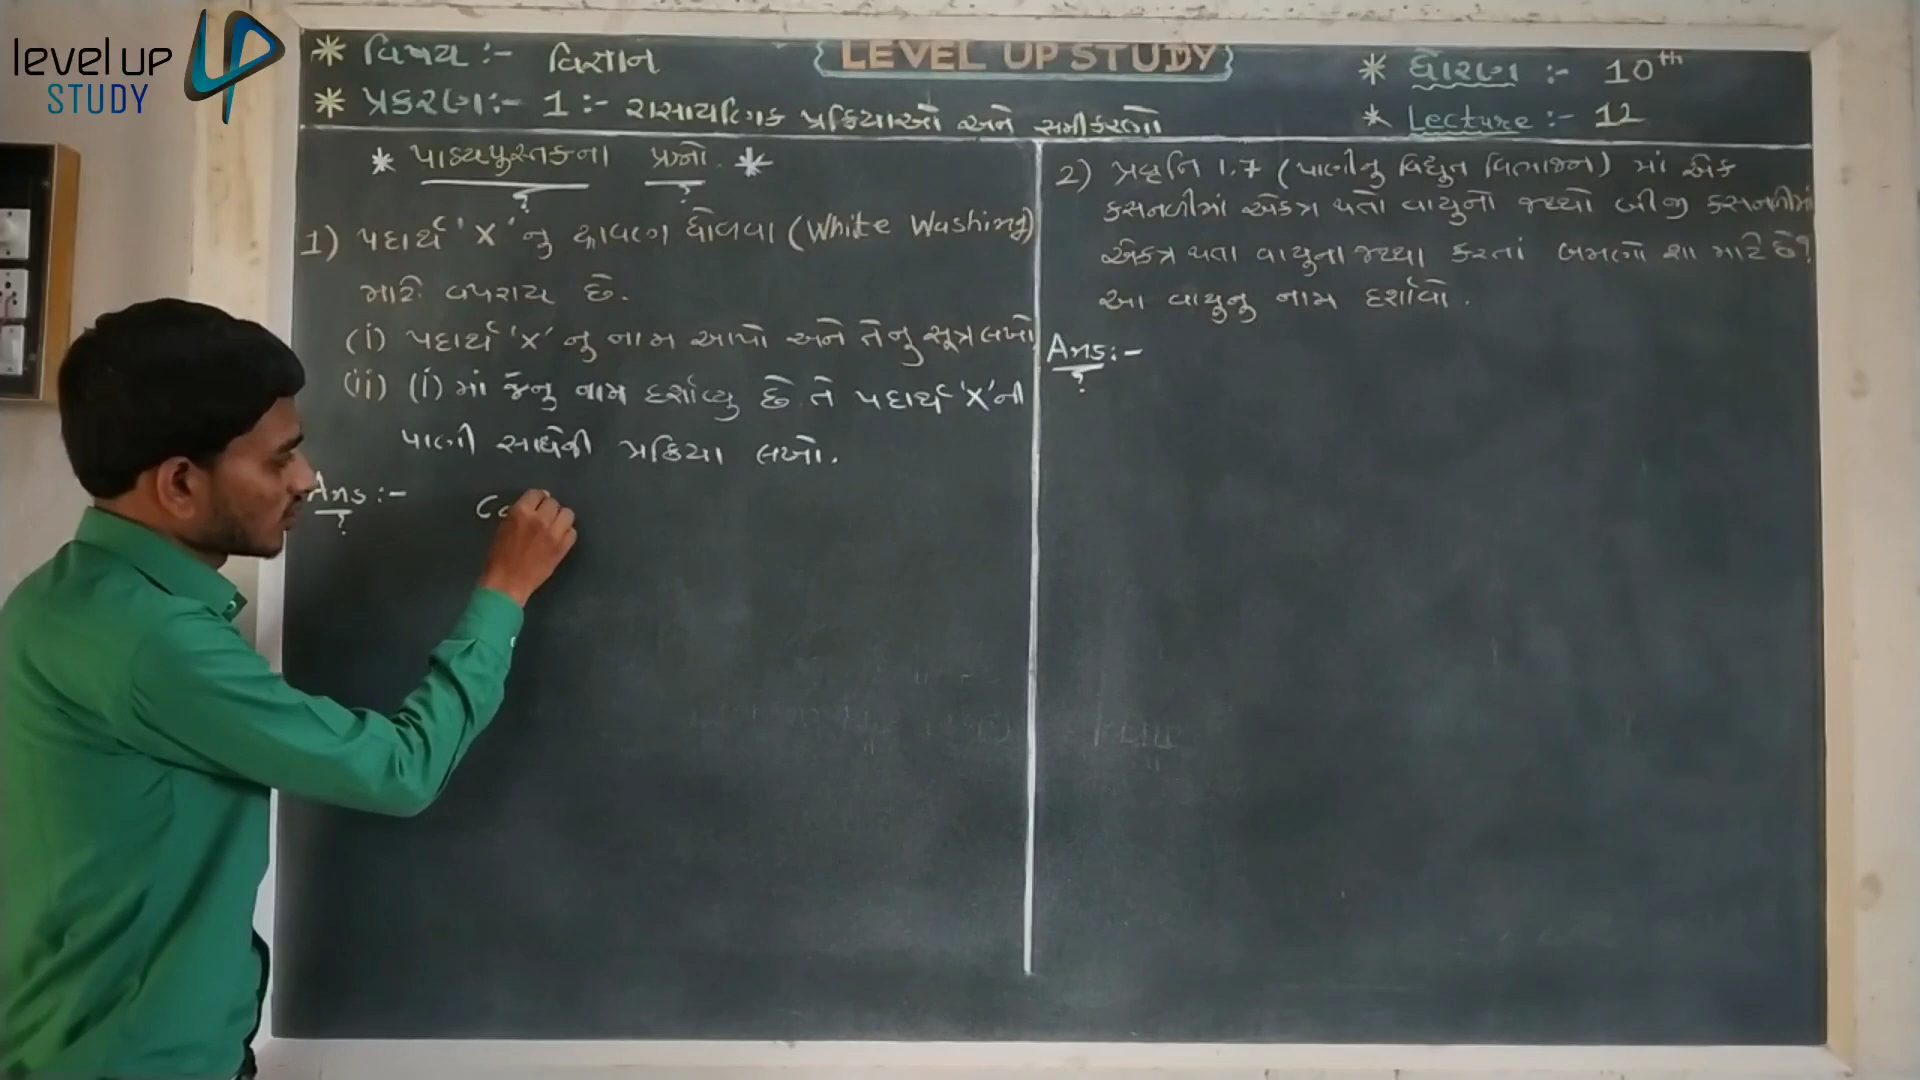 level up
STUDY
* વિષય :- વિજ્ઞાન
* પ્રકરણ:- 1 :- રાસાયણિક પ્રક્રિયાઓ અને સમીકરણો
LEVEL UP STUDY
* ધોરણ :- 10th
* Lecture :- 12
* પાઠ્યપુસ્તકના પ્રશ્નો *
1) પદાર્થ 'X' નુ દ્રાવણ ધોળવા (White Washing)
માટે વપરાય છે.
(i) પદાર્થ 'X' નુ નામ આપો અને તેનુ સૂત્ર લખો
(ii) (i) માં જેનુ નામ દર્શાવ્યુ છે તે પદાર્થ 'X' ની
પાણી સાથેની પ્રક્રિયા લખો.
Ans :- Ca
2) પ્રવૃત્તિ 1.7 (પાણીનુ વિદ્યુત વિભાજન) માં એક
કસનળીમાં એકત્ર થતો વાયુનો જથ્થો બીજી કસનળીમાં
એકત્ર થતા વાયુના જથ્થા કરતાં બમણો શા માટે છે?
આ વાયુનુ નામ દર્શાવો.
Ans :-